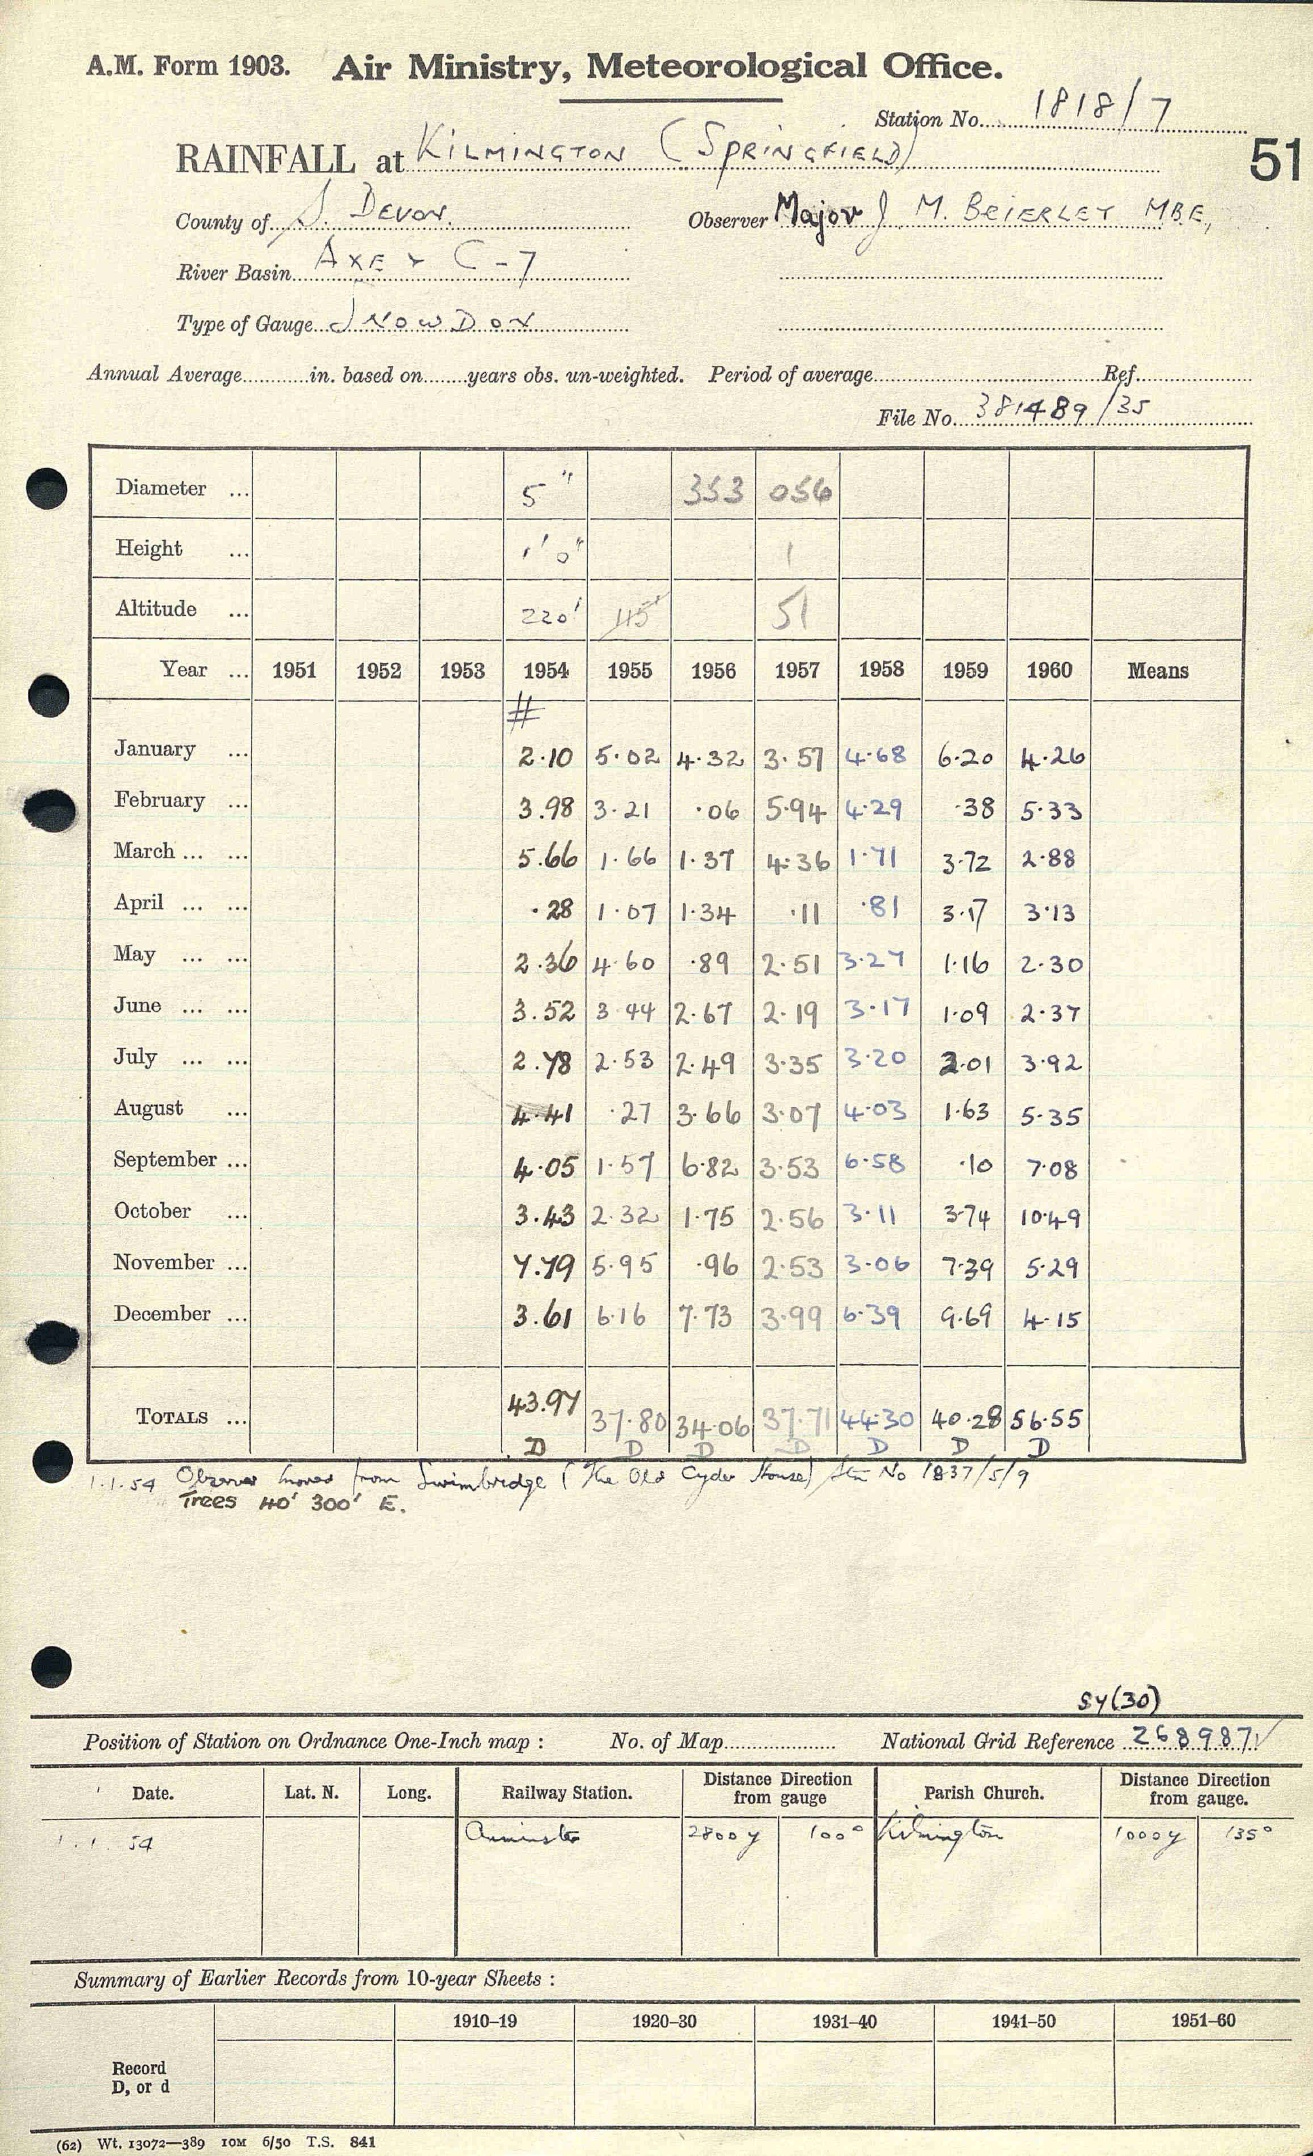 A.M. Form 1903. Air Ministry, Meteorological Office.
Station No. 1818/7
RAINFALL at KILMINGTON (SPRINGFIELD)
51
County of S. DEVON.
Observer Major J. M. BEIERLEY MBE,
River Basin AXE Y C-7
Type of Gauge SNOWDON
Annual Average............in. based on........years obs. un-weighted. Period of average............Ref.
File No. 381489/35
Diameter ... 5" 353 056
Height ... 1'0" 1
Altitude ... 220' 115' 51
Year ... 1951 1952 1953 1954 1955 1956 1957 1958 1959 1960 Means
#
January ... 2.10 5.02 4.32 3.57 4.68 6.20 4.26
February ... 3.98 3.21 .06 5.94 4.29 .38 5.33
March ... ... 5.66 1.66 1.37 4.36 1.71 3.72 2.88
April ... ... .28 1.07 1.34 .11 .81 3.17 3.13
May ... ... 2.36 4.60 .89 2.51 3.27 1.16 2.30
June ... ... 3.52 3.44 2.67 2.19 3.17 1.09 2.37
July ... ... 2.78 2.53 2.49 3.35 3.20 2.01 3.92
August ... 4.41 .27 3.66 3.07 4.03 1.63 5.35
September ... 4.05 1.57 6.82 3.53 6.58 .10 7.08
October ... 3.43 2.32 1.75 2.56 3.11 3.74 10.49
November ... 7.79 5.95 .96 2.53 3.06 7.39 5.29
December ... 3.61 6.16 7.73 3.99 6.39 9.69 4.15
TOTALS ... 43.97 37.80 34.06 37.71 44.30 40.28 56.55
D D D D D D D
1.1.54 Observer moved from Swimbridge (The Old Cyder House) Stn No 1837/5/9
Trees 40' 300' E.
SY(30)
Position of Station on Ordnance One-Inch map : No. of Map.................... National Grid Reference 268987 ✓
Date. Lat. N. Long. Railway Station. Distance Direction from gauge Parish Church. Distance Direction from gauge.
1.1.54 Axminster 2800y 100° Kilmington 1000y 135°
Summary of Earlier Records from 10-year Sheets :
1910–19 1920–30 1931–40 1941–50 1951–60
Record
D, or d
(62) Wt. 13072—389 10M 6/50 T.S. 841